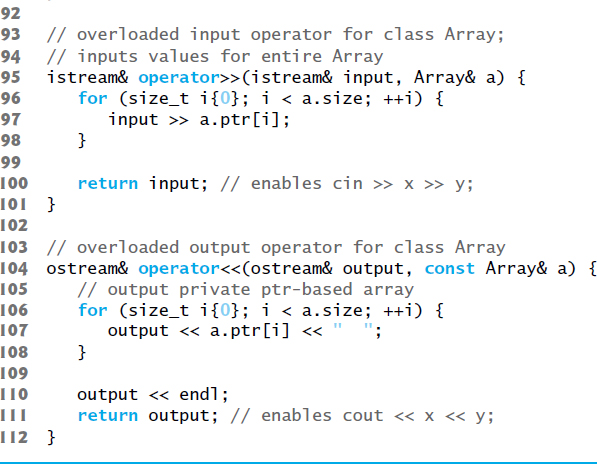 92
93 // overloaded input operator for class Array;
94 // inputs values for entire Array
95 istream& operator>>(istream& input, Array& a) {
96    for (size_t i{0}; i < a.size; ++i) {
97       input >> a.ptr[i];
98    }
99
100    return input; // enables cin >> x >> y;
101 }
102
103 // overloaded output operator for class Array
104 ostream& operator<<(ostream& output, const Array& a) {
105    // output private ptr-based array
106    for (size_t i{0}; i < a.size; ++i) {
107       output << a.ptr[i] << "  ";
108    }
109
110    output << endl;
111    return output; // enables cout << x << y;
112 }